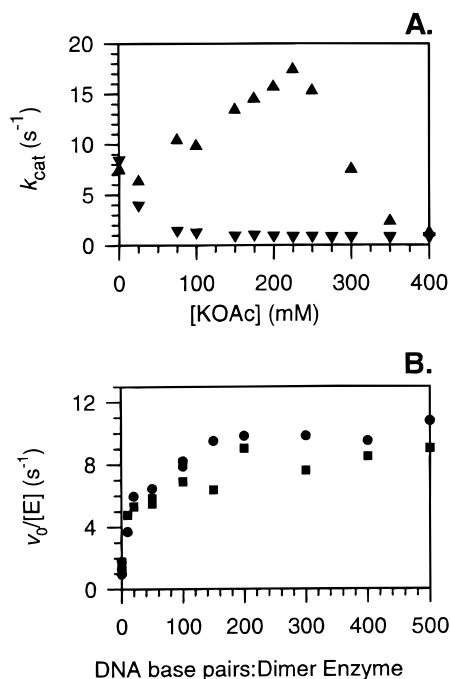 A.
20
15
10
5
0
k_cat (s⁻¹)
0 100 200 300 400
[KOAc] (mM)
B.
12
8
4
0
v₀/[E] (s⁻¹)
0 100 200 300 400 500
DNA base pairs:Dimer Enzyme